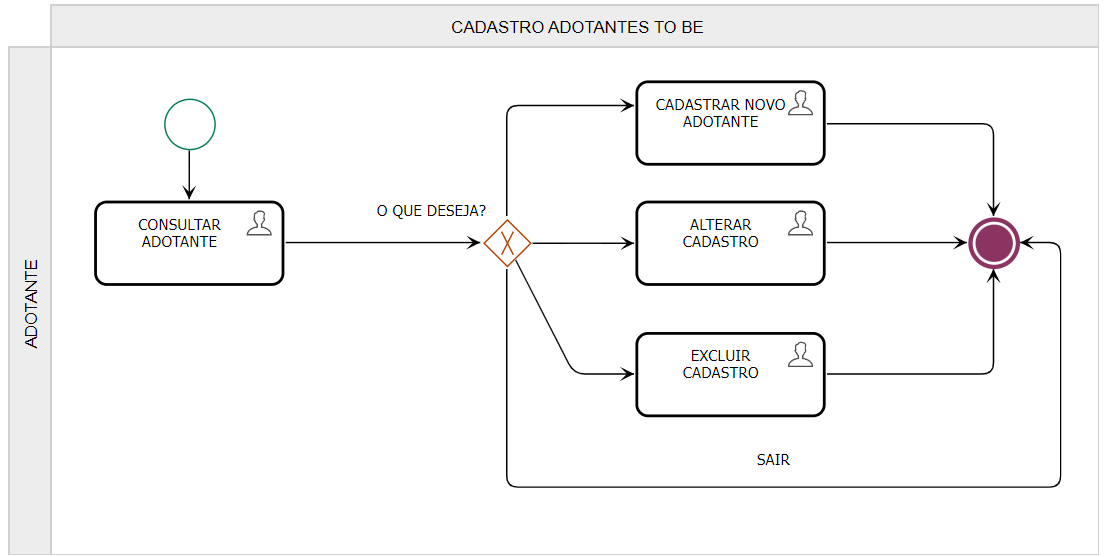 CADASTRO ADOTANTES TO BE
ADOTANTE
CONSULTAR
ADOTANTE
O QUE DESEJA?
X
CADASTRAR NOVO
ADOTANTE
ALTERAR
CADASTRO
EXCLUIR
CADASTRO
SAIR